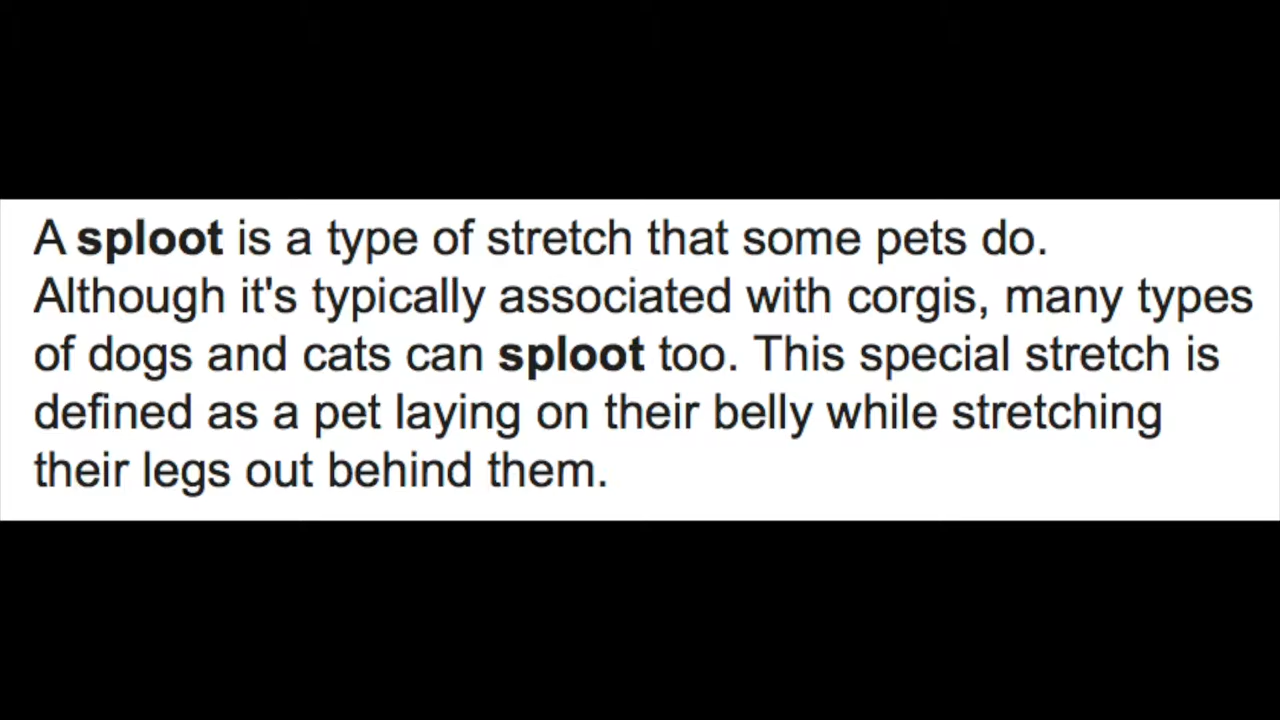 A sploot is a type of stretch that some pets do.
Although it's typically associated with corgis, many types
of dogs and cats can sploot too. This special stretch is
defined as a pet laying on their belly while stretching
their legs out behind them.